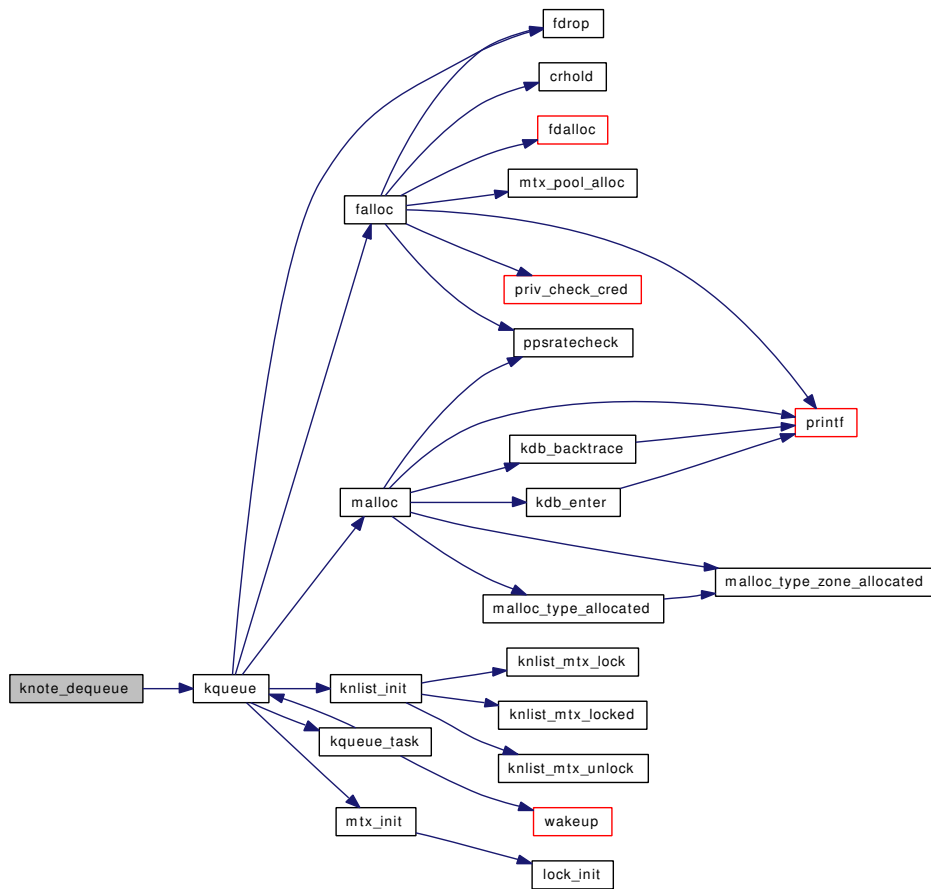 fdrop
crhold
fdalloc
mtx_pool_alloc
falloc
priv_check_cred
ppsratecheck
printf
kdb_backtrace
malloc
kdb_enter
malloc_type_zone_allocated
malloc_type_allocated
knlist_mtx_lock
knote_dequeue
kqueue
knlist_init
knlist_mtx_locked
kqueue_task
knlist_mtx_unlock
mtx_init
wakeup
lock_init